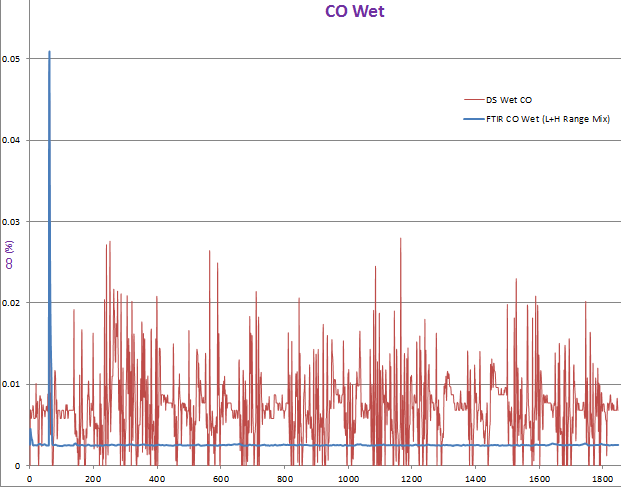 CO Wet
0.05
0.04
0.03
0.02
0.01
0
CO (%)
DS Wet CO
FTIR CO Wet (L+H Range Mix)
0 200 400 600 800 1000 1200 1400 1600 1800